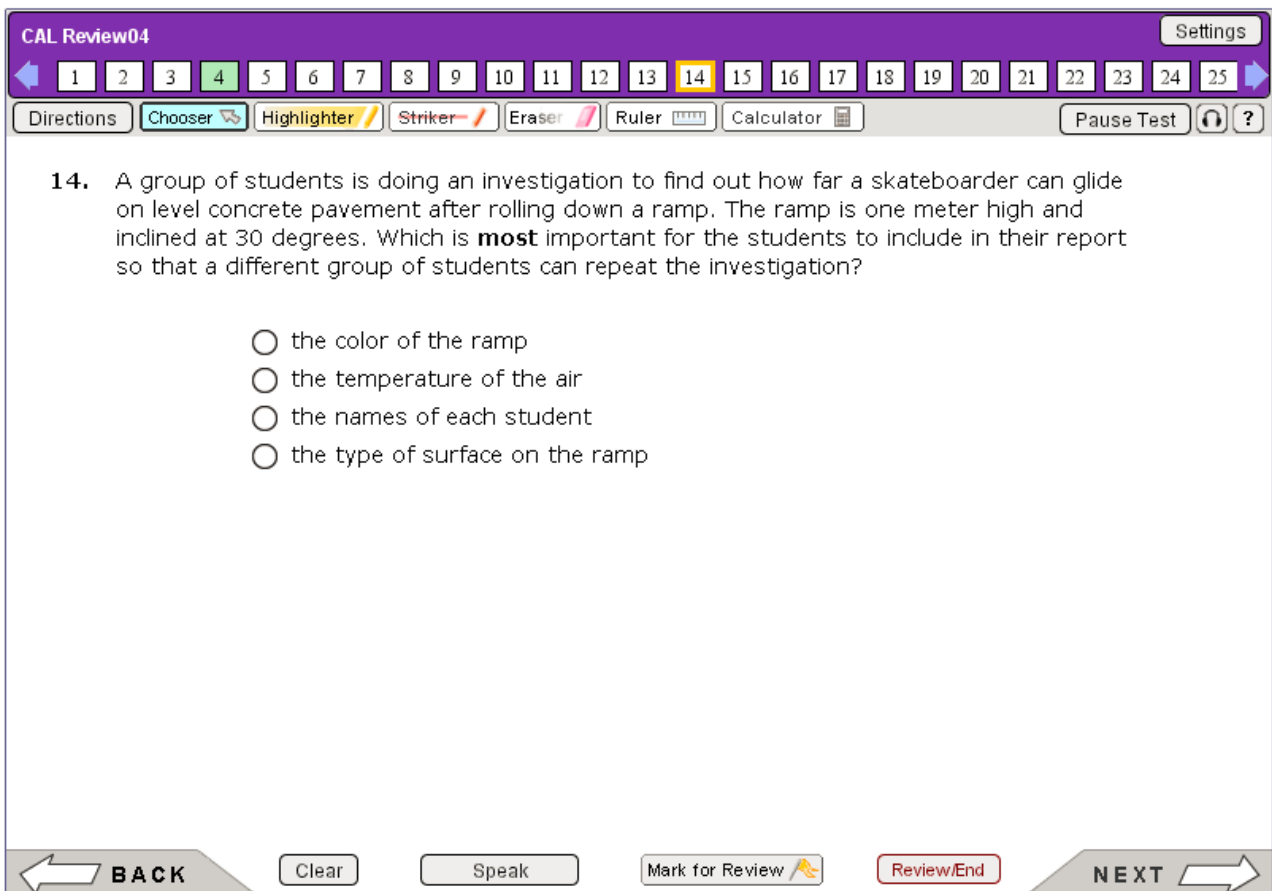 CAL Review04
Settings
1 2 3 4 5 6 7 8 9 10 11 12 13 14 15 16 17 18 19 20 21 22 23 24 25
Directions Chooser Highlighter Striker Eraser Ruler Calculator Pause Test ?
14. A group of students is doing an investigation to find out how far a skateboarder can glide
on level concrete pavement after rolling down a ramp. The ramp is one meter high and
inclined at 30 degrees. Which is most important for the students to include in their report
so that a different group of students can repeat the investigation?
the color of the ramp
the temperature of the air
the names of each student
the type of surface on the ramp
BACK Clear Speak Mark for Review Review/End NEXT